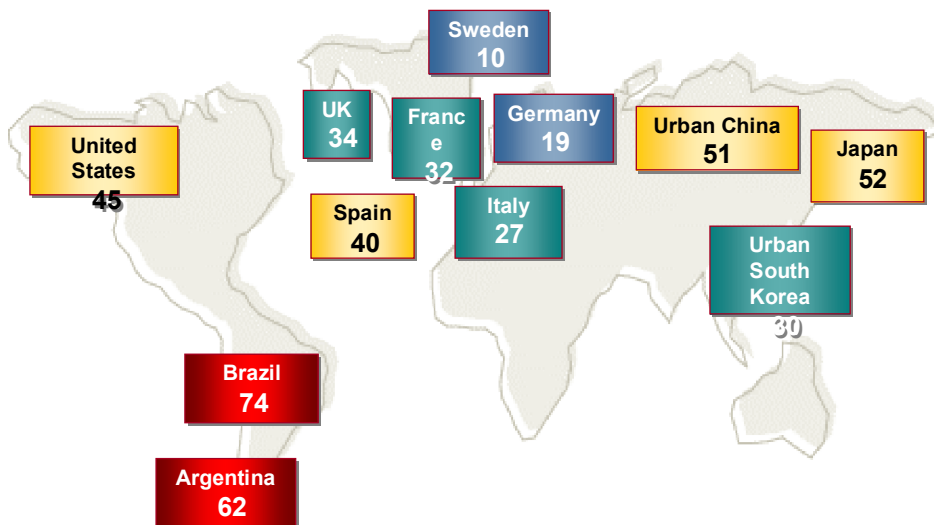 Sweden
10
UK
34
Franc
e
32
Germany
19
Urban China
51
United
States
45
Japan
52
Spain
40
Italy
27
Urban
South
Korea
30
Brazil
74
Argentina
62